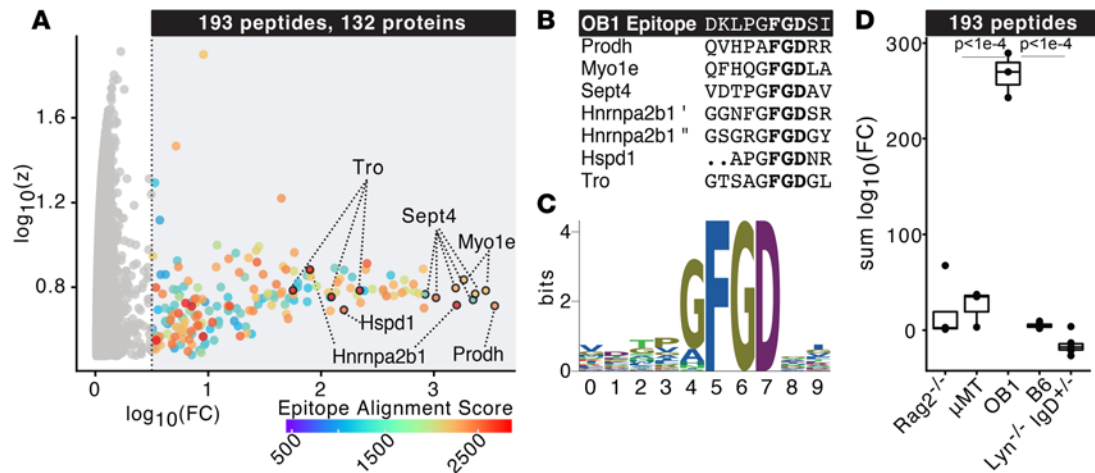 A
193 peptides, 132 proteins
log10(z)
1.6
1.2
0.8
Tro
Sept4
Myo1e
Hspd1
Hnrnpa2b1
Prodh
0 1 2 3
log10(FC)
Epitope Alignment Score
500 1500 2500
B
OB1 Epitope DKLPGFGDSI
Prodh QVHPAFGDRR
Myo1e QFHQGFGDLA
Sept4 VDTPGFGDAV
Hnrnpa2b1 ' GGNFGFGDSR
Hnrnpa2b1 " GSGRGFGDGY
Hspd1 ..APGFGDNR
Tro GTSAGFGDGL
C
bits
4
2
0
G F G D
A
0 1 2 3 4 5 6 7 8 9
D
193 peptides
p<1e-4 p<1e-4
sum log10(FC)
300
200
100
0
Rag2-/-
µMT
OB1
B6
Lyn-/- IgD+/-